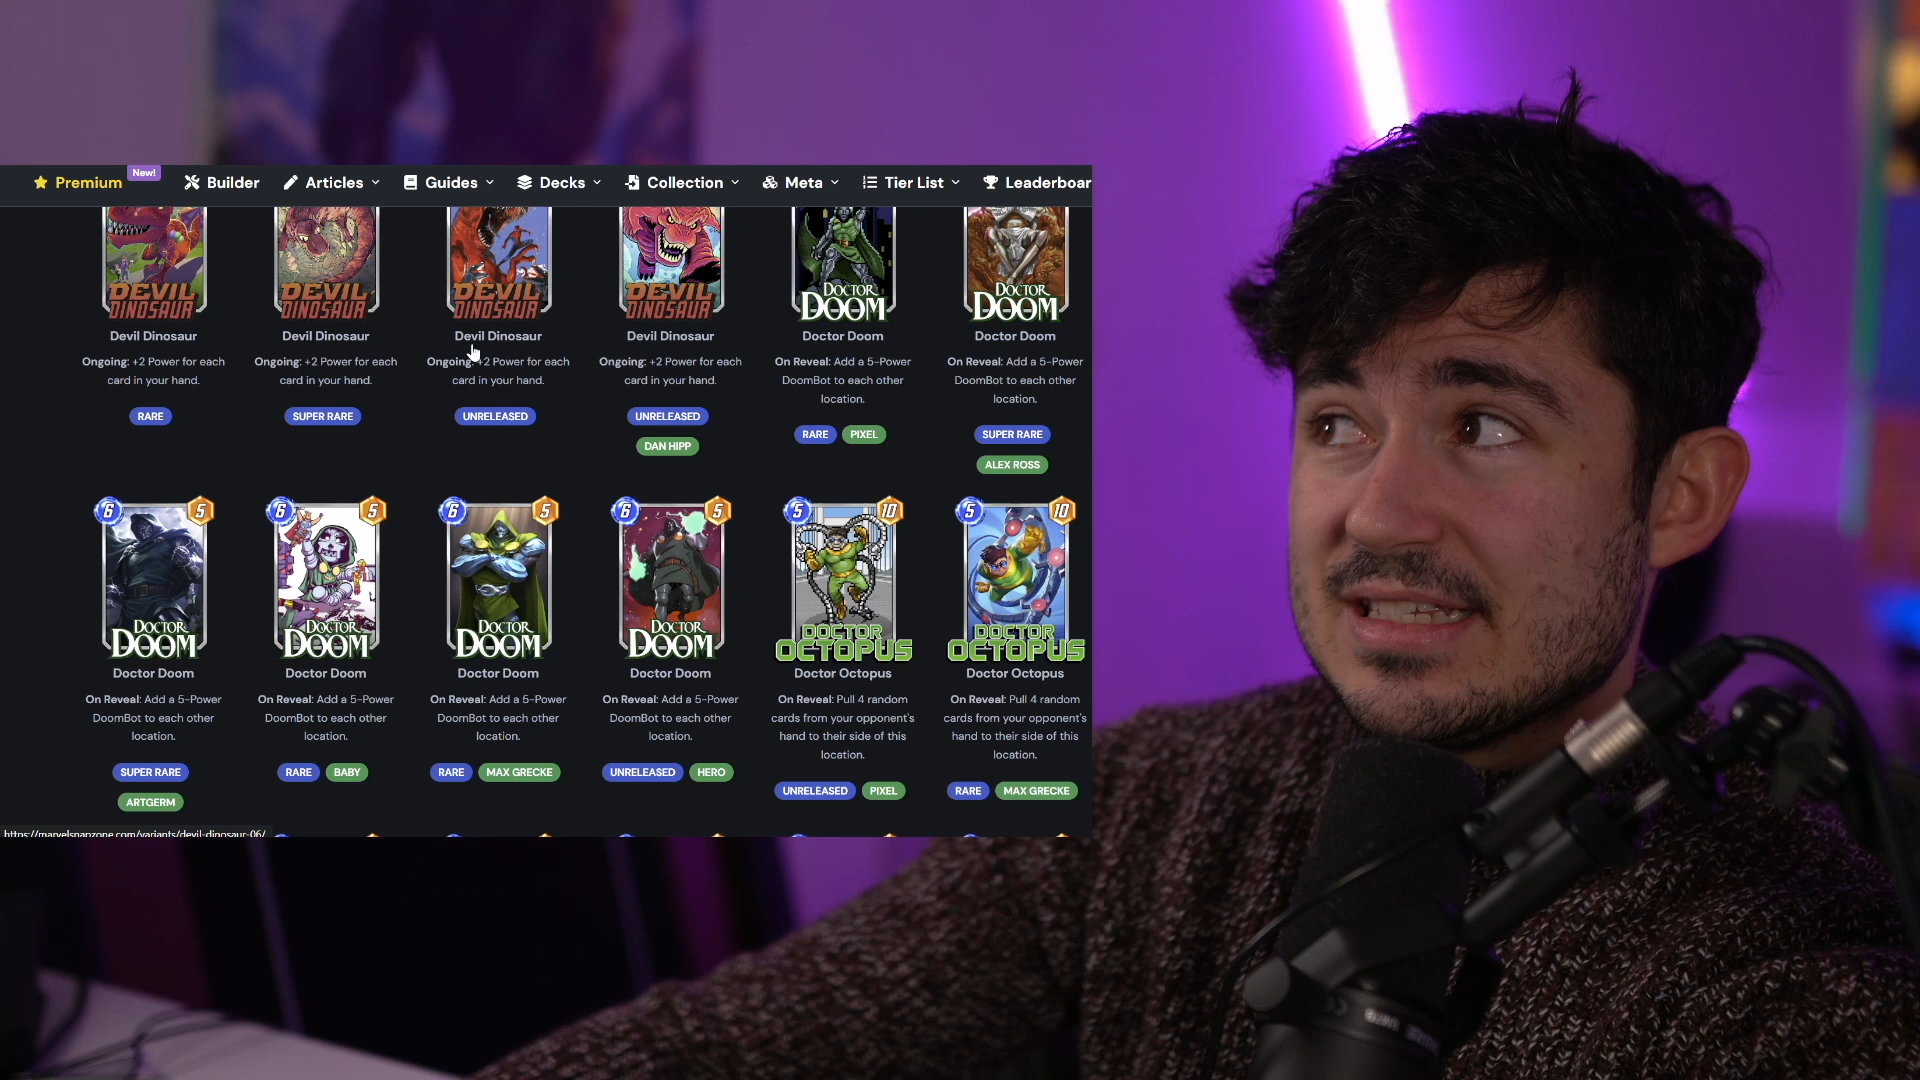 Premium
New!
Builder
Articles
Guides
Decks
Collection
Meta
Tier List
Leaderboar
DEVIL
DINOSAUR
DEVIL
DINOSAUR
DEVIL
DINOSAUR
DEVIL
DINOSAUR
DOCTOR
DOOM
DOCTOR
DOOM
Devil Dinosaur
Ongoing: +2 Power for each
card in your hand.
RARE
Devil Dinosaur
Ongoing: +2 Power for each
card in your hand.
SUPER RARE
Devil Dinosaur
Ongoing: +2 Power for each
card in your hand.
UNRELEASED
Devil Dinosaur
Ongoing: +2 Power for each
card in your hand.
UNRELEASED
DAN HIPP
Doctor Doom
On Reveal: Add a 5-Power
DoomBot to each other
location.
RARE PIXEL
Doctor Doom
On Reveal: Add a 5-Power
DoomBot to each other
location.
SUPER RARE
ALEX ROSS
6 5
DOCTOR
DOOM
Doctor Doom
On Reveal: Add a 5-Power
DoomBot to each other
location.
SUPER RARE
ARTGERM
6 5
DOCTOR
DOOM
Doctor Doom
On Reveal: Add a 5-Power
DoomBot to each other
location.
RARE BABY
6 5
DOCTOR
DOOM
Doctor Doom
On Reveal: Add a 5-Power
DoomBot to each other
location.
RARE MAX GRECKE
6 5
DOCTOR
DOOM
Doctor Doom
On Reveal: Add a 5-Power
DoomBot to each other
location.
UNRELEASED HERO
5 10
DOCTOR
OCTOPUS
Doctor Octopus
On Reveal: Pull 4 random
cards from your opponent's
hand to their side of this
location.
UNRELEASED PIXEL
5 10
DOCTOR
OCTOPUS
Doctor Octopus
On Reveal: Pull 4 random
cards from your opponent's
hand to their side of this
location.
RARE MAX GRECKE
https://marvelsnapzone.com/variants/devil-dinosaur-06/